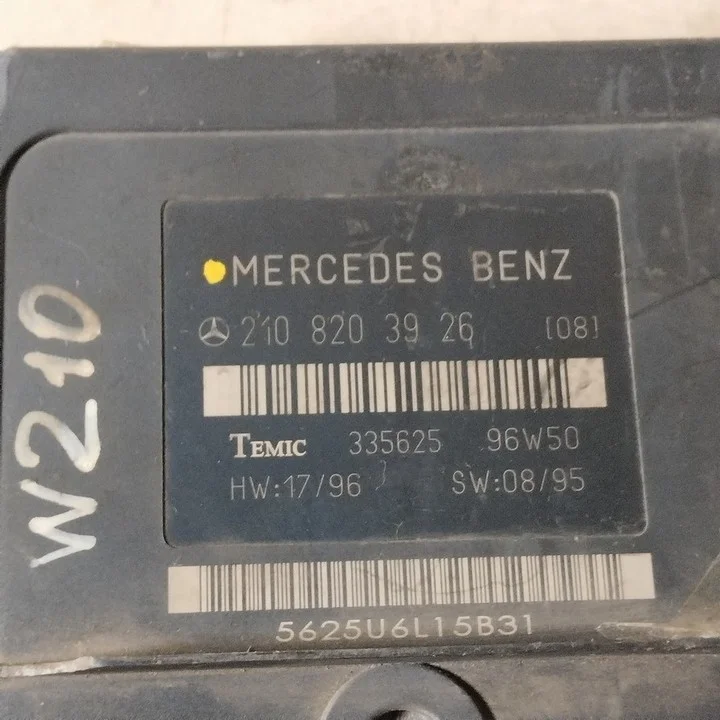 MERCEDES BENZ
210 820 39 26 [08]
TEMIC 335625 96W50
HW:17/96 SW:08/95
5625U6L15B31
W210